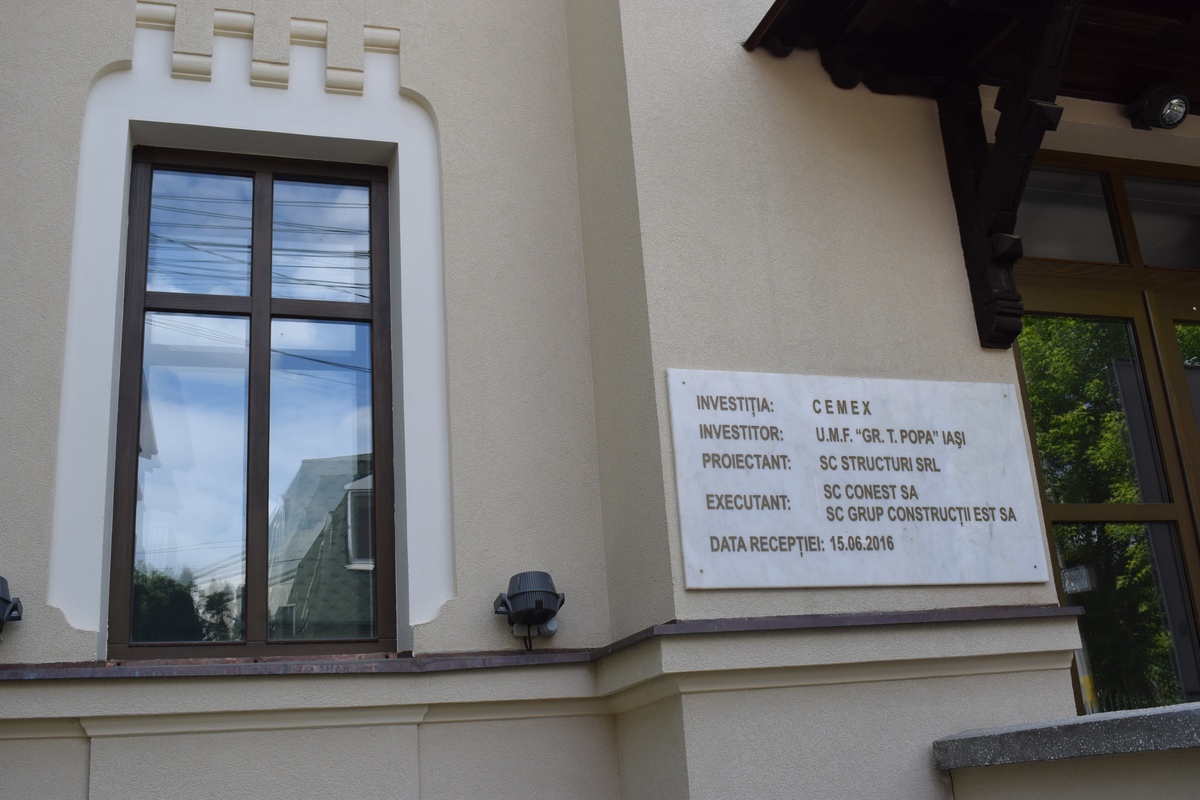 INVESTIȚIA: CEMEX
INVESTITOR: U.M.F. "GR. T. POPA" IAŞI
PROIECTANT: SC STRUCTURI SRL
EXECUTANT: SC CONEST SA
SC GRUP CONSTRUCȚII EST SA
DATA RECEPȚIEI: 15.06.2016